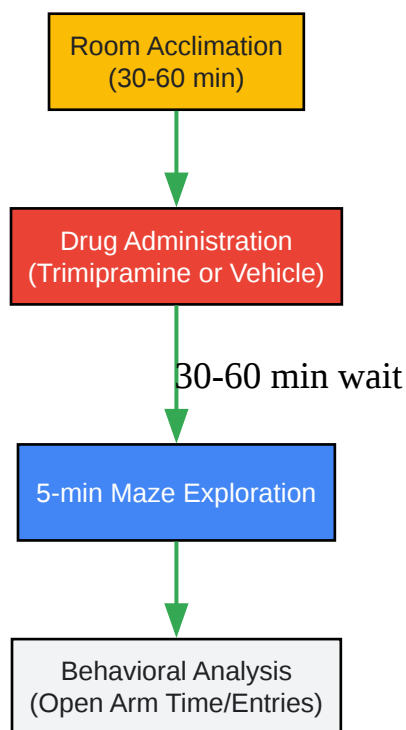 Room Acclimation
(30-60 min)
Drug Administration
(Trimipramine or Vehicle)
30-60 min wait
5-min Maze Exploration
Behavioral Analysis
(Open Arm Time/Entries)